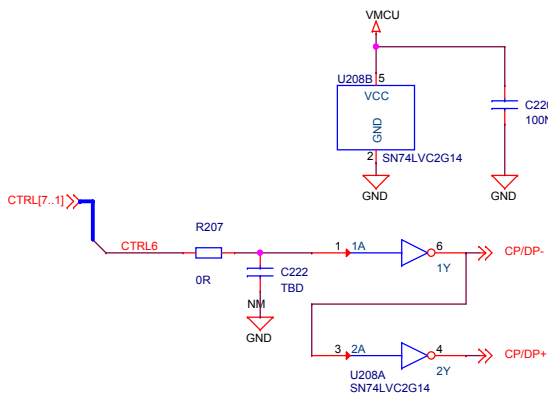 VMCU
U208B
5
VCC
GND
2
SN74LVC2G14
GND
C220
100N
GND
CTRL[7..1]
R207
CTRL6
0R
C222
TBD
NM
GND
1
1A
6
1Y
CP/DP-
3
2A
4
2Y
CP/DP+
U208A
SN74LVC2G14